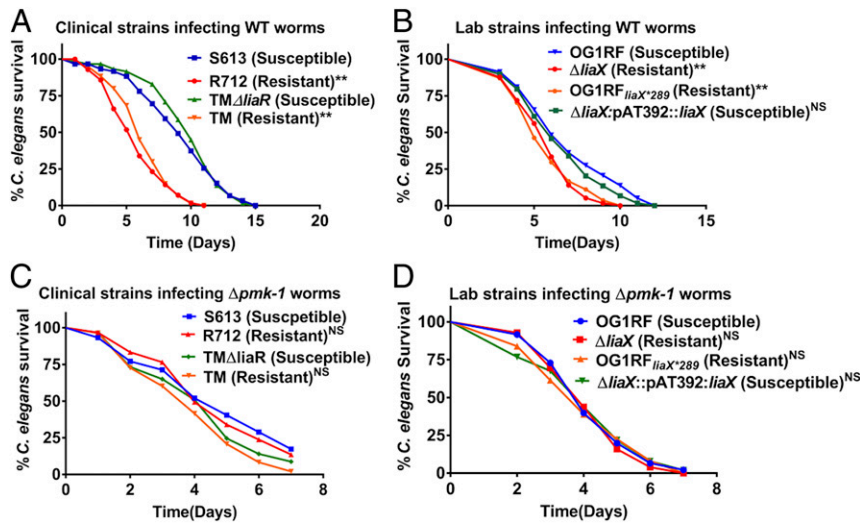 A
Clinical strains infecting WT worms
% C. elegans survival
100
75
50
25
0
0 5 10 15 20
Time (Days)
S613 (Susceptible)
R712 (Resistant)**
TMΔliaR (Susceptible)
TM (Resistant)**
B
Lab strains infecting WT worms
% C. elegans Survival
100
75
50
25
0
0 5 10 15
Time(Days)
OG1RF (Susceptible)
ΔliaX (Resistant)**
OG1RFliaX*289 (Resistant)**
ΔliaX:pAT392::liaX (Susceptible)NS
C
Clinical strains infecting Δpmk-1 worms
% C. elegans Survival
100
75
50
25
0
0 2 4 6 8
Time(Days)
S613 (Suscpetible)
R712 (Resistant)NS
TMΔliaR (Susceptible)
TM (Resistant)NS
D
Lab strains infecting Δpmk-1 worms
% C. elegans Survival
100
75
50
25
0
0 2 4 6 8
Time(Days)
OG1RF (Susceptible)
ΔliaX (Resistant)NS
OG1RFliaX*289 (Resistant)NS
ΔliaX::pAT392:liaX (Susceptible)NS